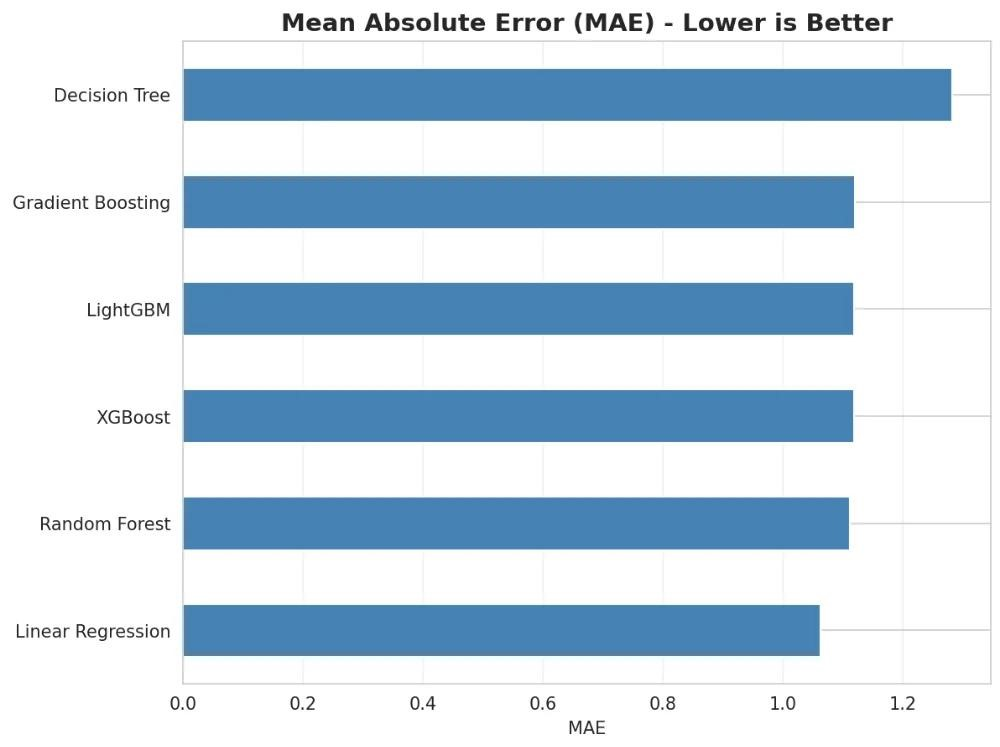 Mean Absolute Error (MAE) - Lower is Better
Decision Tree
Gradient Boosting
LightGBM
XGBoost
Random Forest
Linear Regression
0.0 0.2 0.4 0.6 0.8 1.0 1.2
MAE